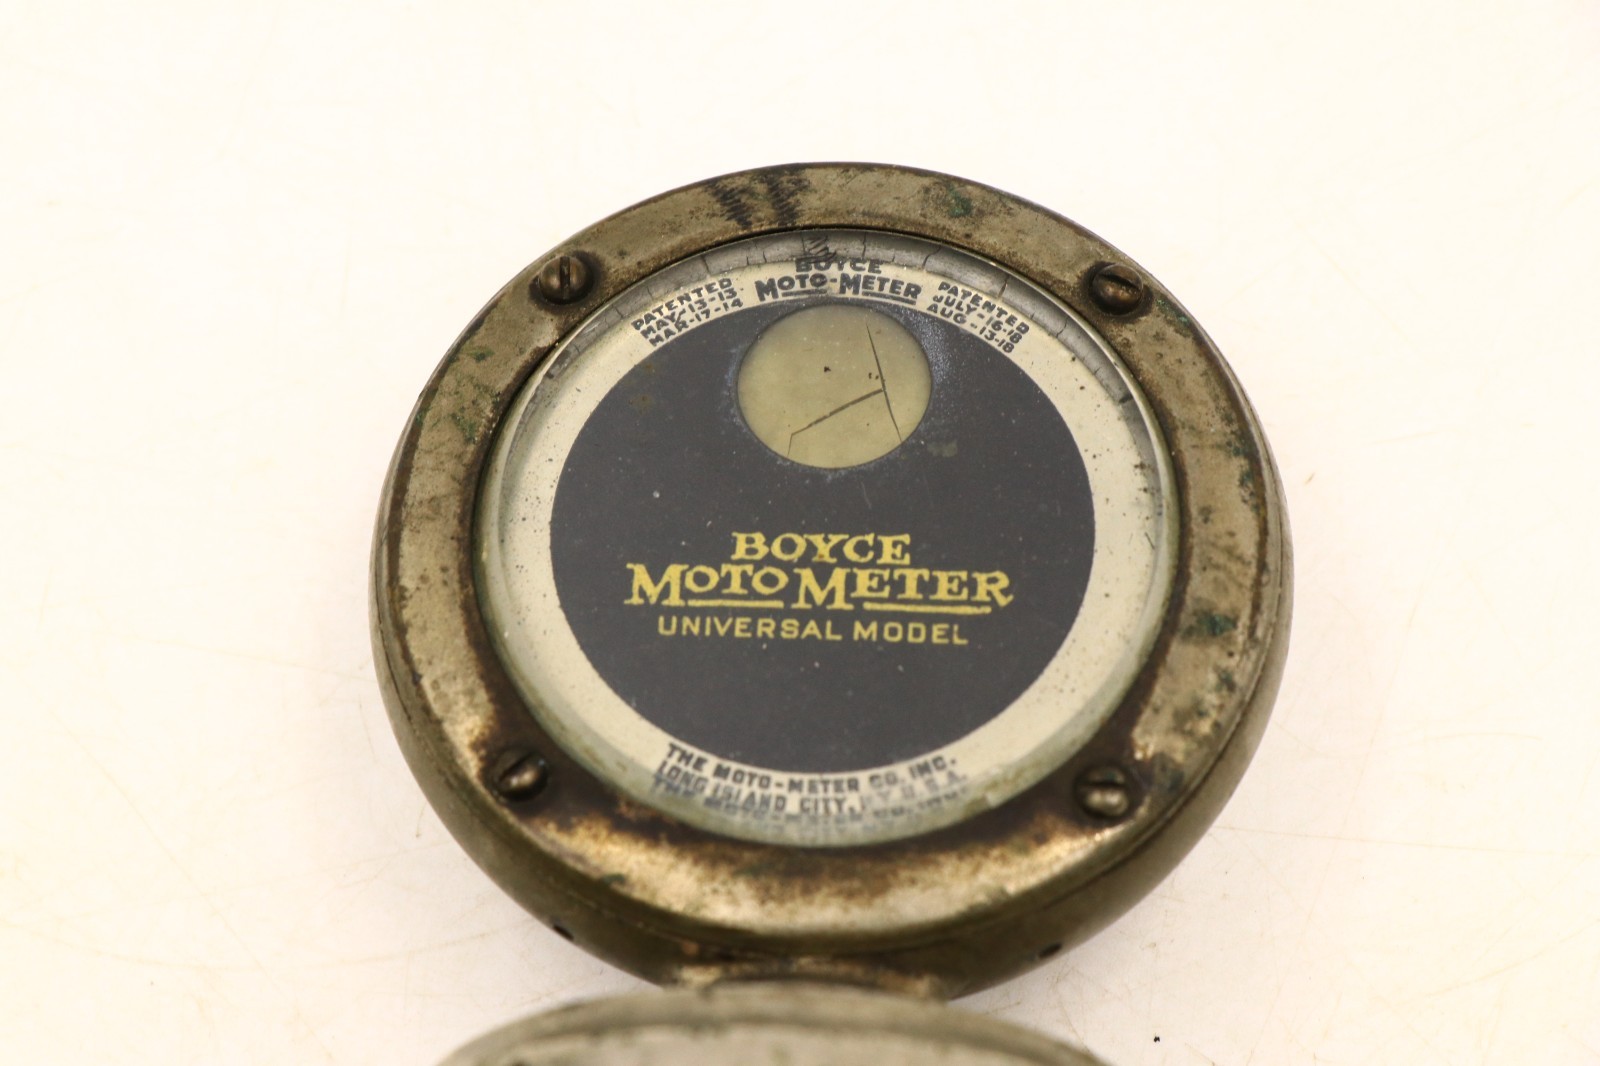 BOYCE
MOTO-METER
PATENTED
MAY-13-13
MAR-17-14
PATENTED
JULY-16-18
AUG-13-18
BOYCE
MOTOMETER
UNIVERSAL MODEL
THE MOTO-METER CO. INC.
LONG ISLAND CITY, N.Y. U.S.A.